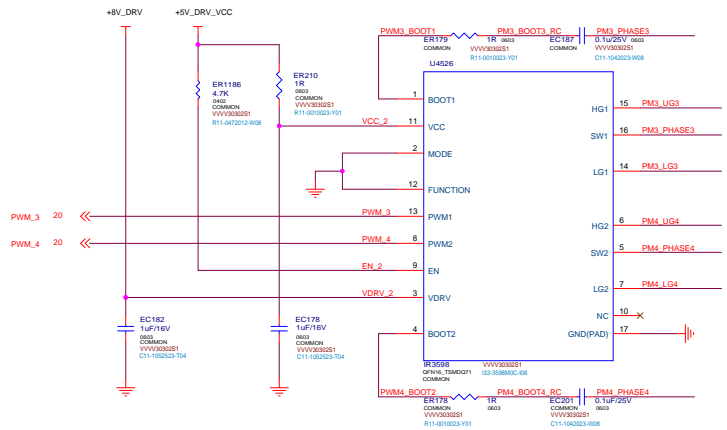 +8V_DRV
+5V_DRV_VCC
PWM3_BOOT1
PM3_BOOT3_RC
PM3_PHASE3
ER179
1R
0603
EC187
0.1u/25V
0603
COMMON
COMMON
VVVV30302S1
VVVV30302S1
R11-0010023-Y01
C11-1042023-W08
U4526
ER1186
4.7K
0402
COMMON
VVVV30302S1
R11-0472012-W08
ER210
1R
0603
COMMON
VVVV30302S1
R11-0010023-Y01
1
BOOT1
HG1
15
PM3_UG3
VCC_2
11
VCC
SW1
16
PM3_PHASE3
2
MODE
LG1
14
PM3_LG3
12
FUNCTION
PWM_3
20
PWM_3
13
PWM1
HG2
6
PM4_UG4
PWM_4
20
PWM_4
8
PWM2
SW2
5
PM4_PHASE4
EN_2
9
EN
LG2
7
PM4_LG4
VDRV_2
3
VDRV
NC
10
4
BOOT2
GND(PAD)
17
EC182
1uF/16V
0603
COMMON
VVVV30302S1
C11-1052523-T04
EC178
1uF/16V
0603
COMMON
VVVV30302S1
C11-1052523-T04
IR3598
VVVV30302S1
QFN16_TSMDQ71
I33-3598M0C-I08
COMMON
PWM4_BOOT2
PM4_BOOT4_RC
PM4_PHASE4
ER178
1R
0603
EC201
0.1uF/25V
0603
COMMON
COMMON
VVVV30302S1
VVVV30302S1
R11-0010023-Y01
C11-1042023-W08